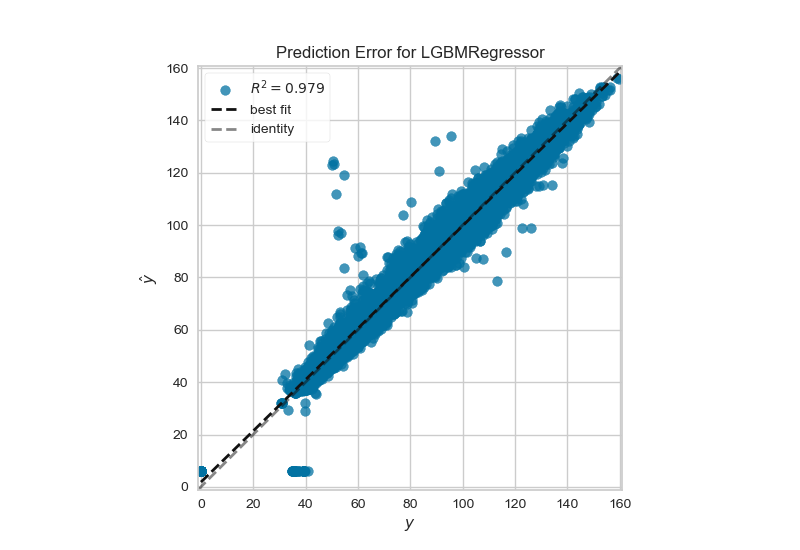 Prediction Error for LGBMRegressor
160
140
120
100
80
60
40
20
0
ŷ
R² = 0.979
best fit
identity
0 20 40 60 80 100 120 140 160
y